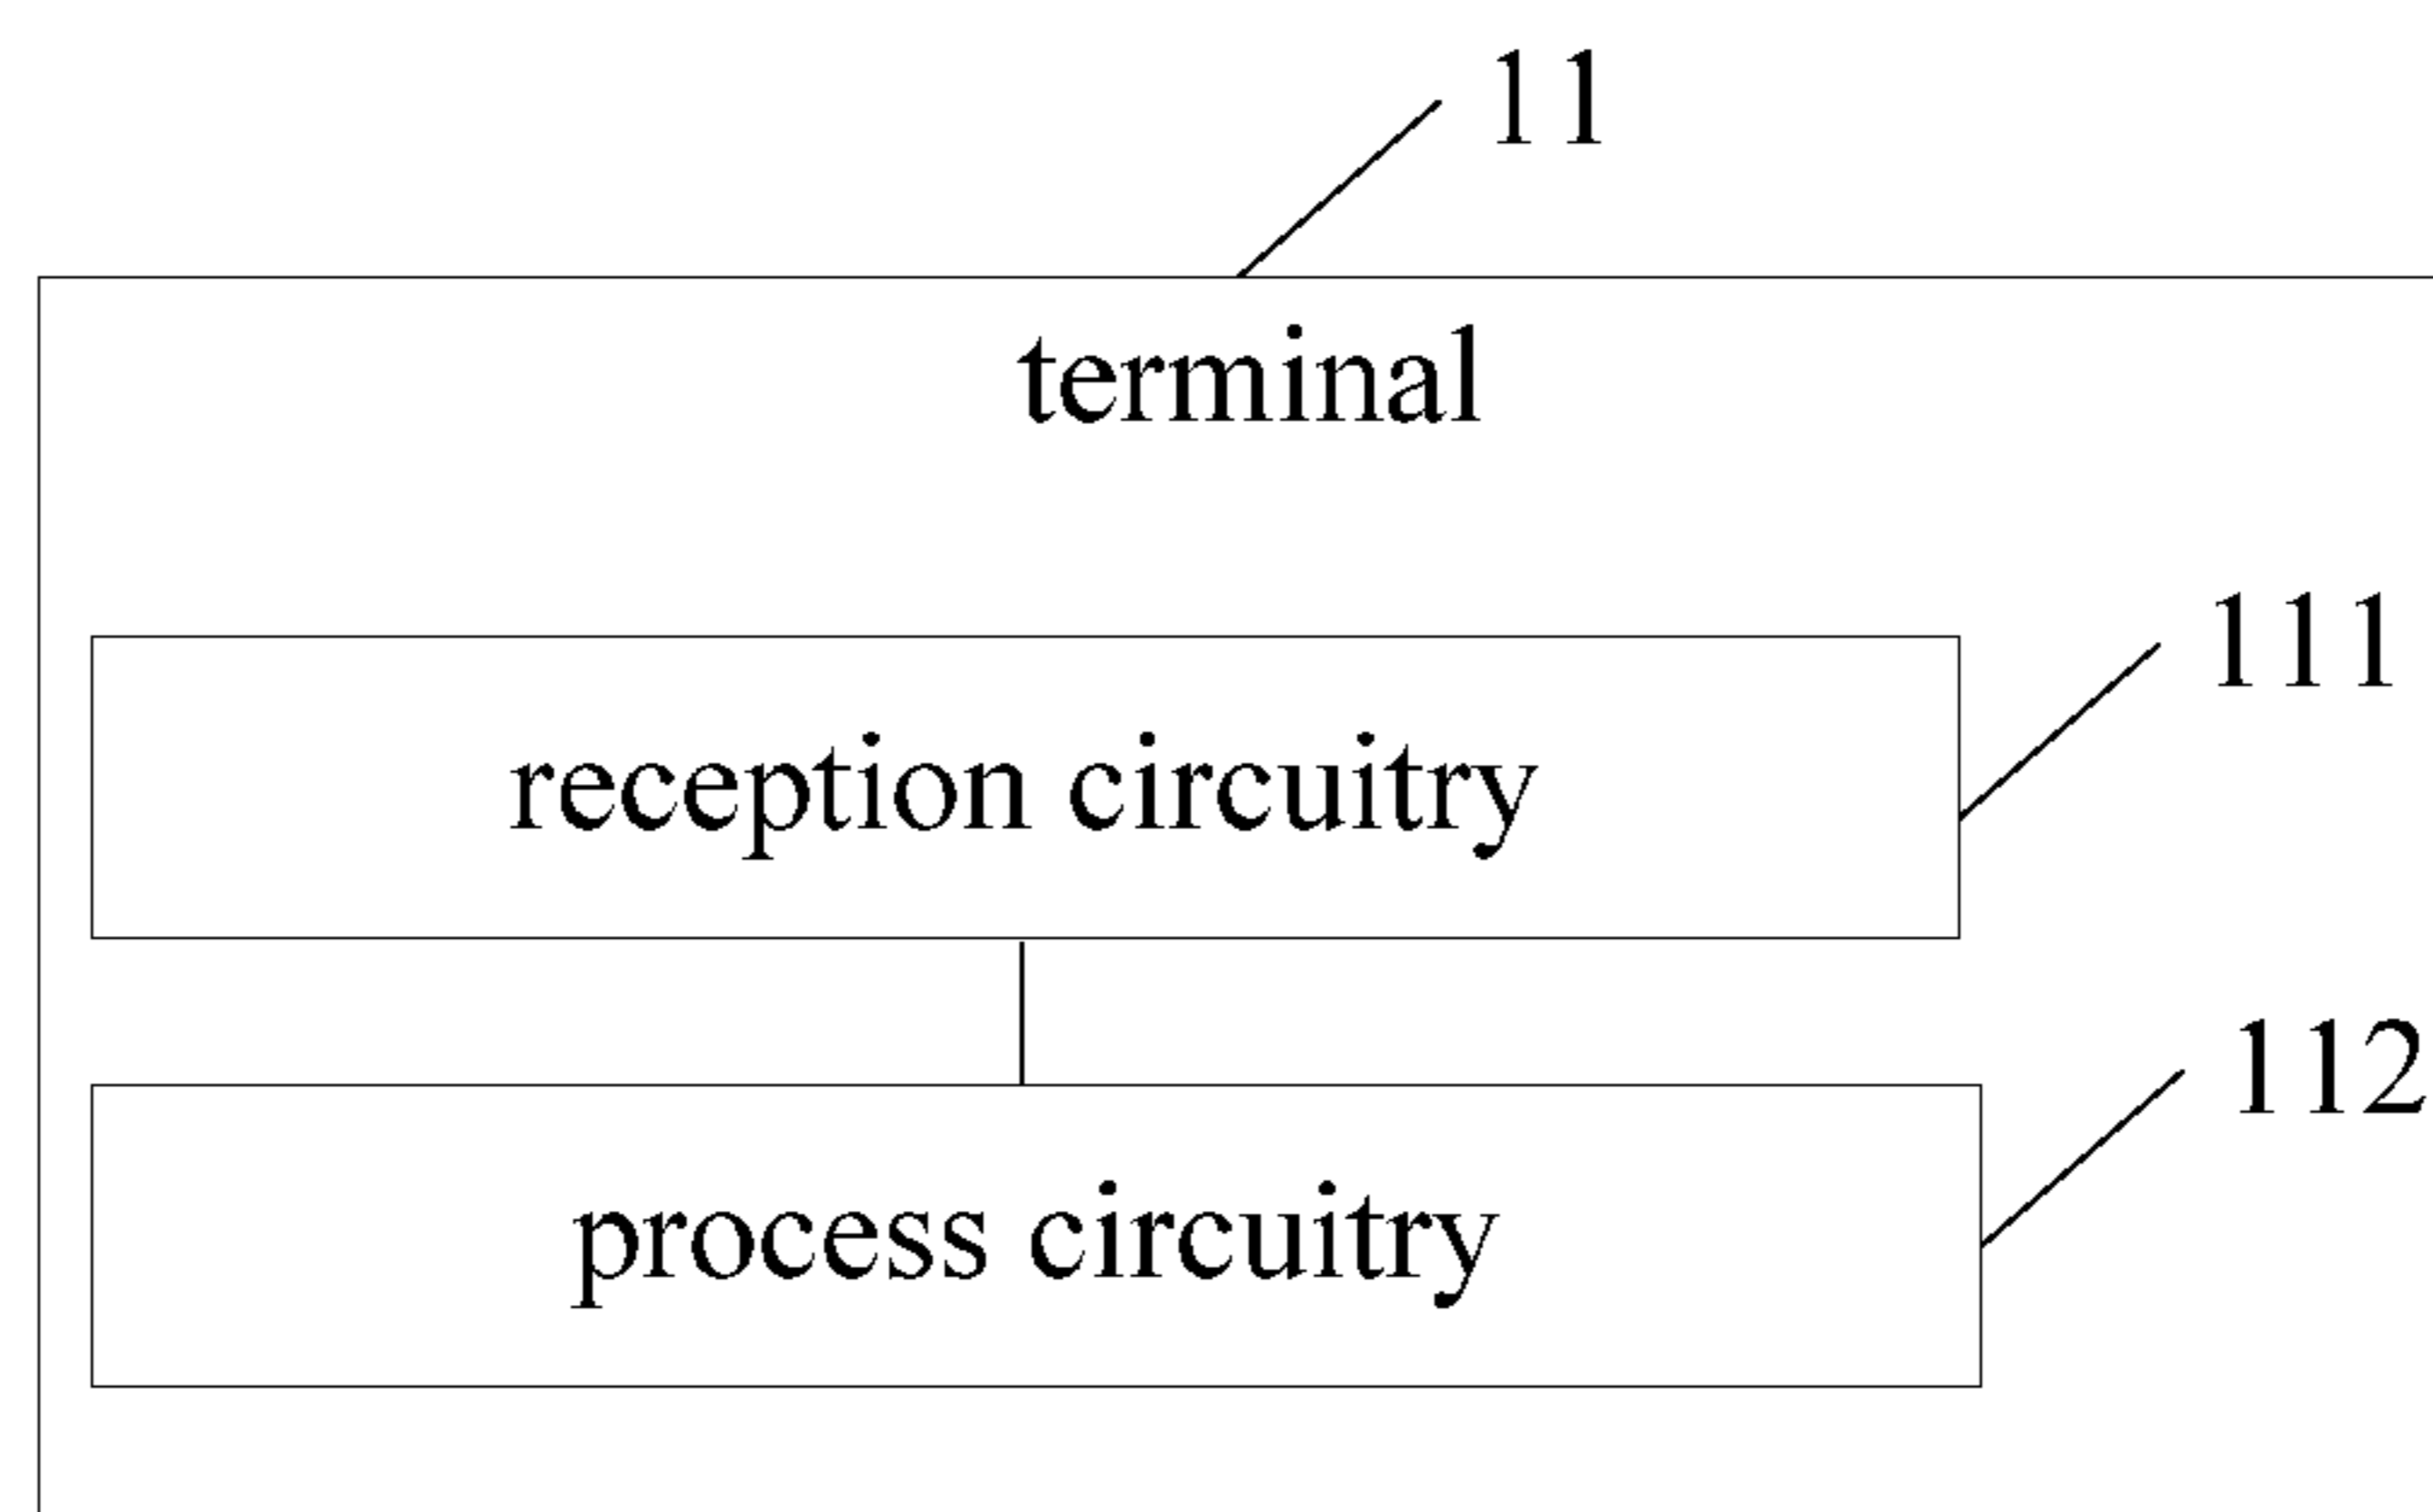 11
terminal
111
reception circuitry
112
process circuitry